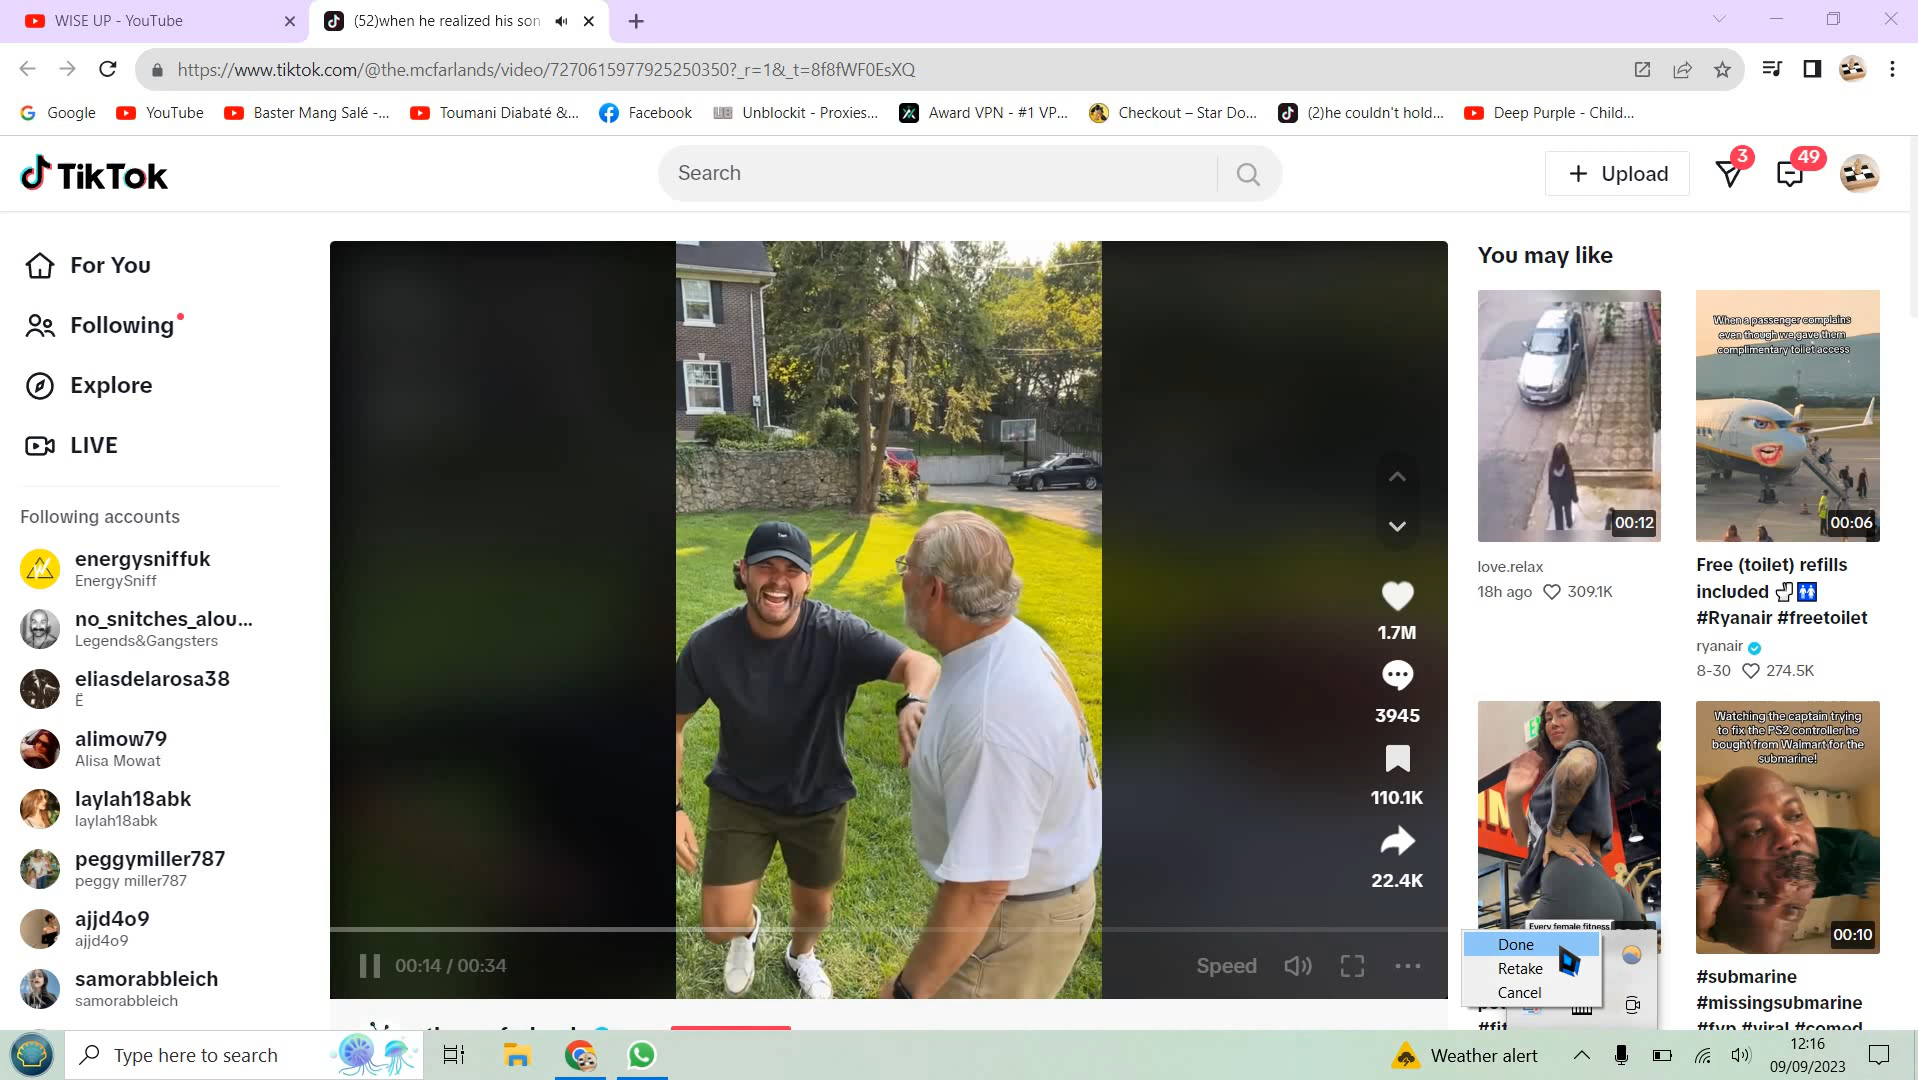 WISE UP - YouTube
(52)when he realized his son
https://www.tiktok.com/@the.mcfarlands/video/7270615977925250350?_r=1&_t=8f8fWF0EsXQ
Google
YouTube
Baster Mang Salé -...
Toumani Diabaté &...
Facebook
Unblockit - Proxies...
Award VPN - #1 VP...
Checkout – Star Do...
(2)he couldn't hold...
Deep Purple - Child...
TikTok
Search
Upload
3
49
For You
Following
Explore
LIVE
Following accounts
energysniffuk
EnergySniff
no_snitches_alou...
Legends&Gangsters
eliasdelarosa38
Ë
alimow79
Alisa Mowat
laylah18abk
laylah18abk
peggymiller787
peggy miller787
ajjd4o9
ajjd4o9
samorabbleich
samorabbleich
1.7M
3945
110.1K
22.4K
00:14 / 00:34
Speed
You may like
00:12
love.relax
18h ago 309.1K
When a passenger complains
even though we gave them
complimentary toilet access
00:06
Free (toilet) refills
included
#Ryanair #freetoilet
ryanair
8-30 274.5K
Every female fitness
Watching the captain trying
to fix the PS2 controller he
bought from Walmart for the
submarine!
00:10
#submarine
#missingsubmarine
#fyp #viral #comed
Done
Retake
Cancel
Type here to search
Weather alert
12:16
09/09/2023